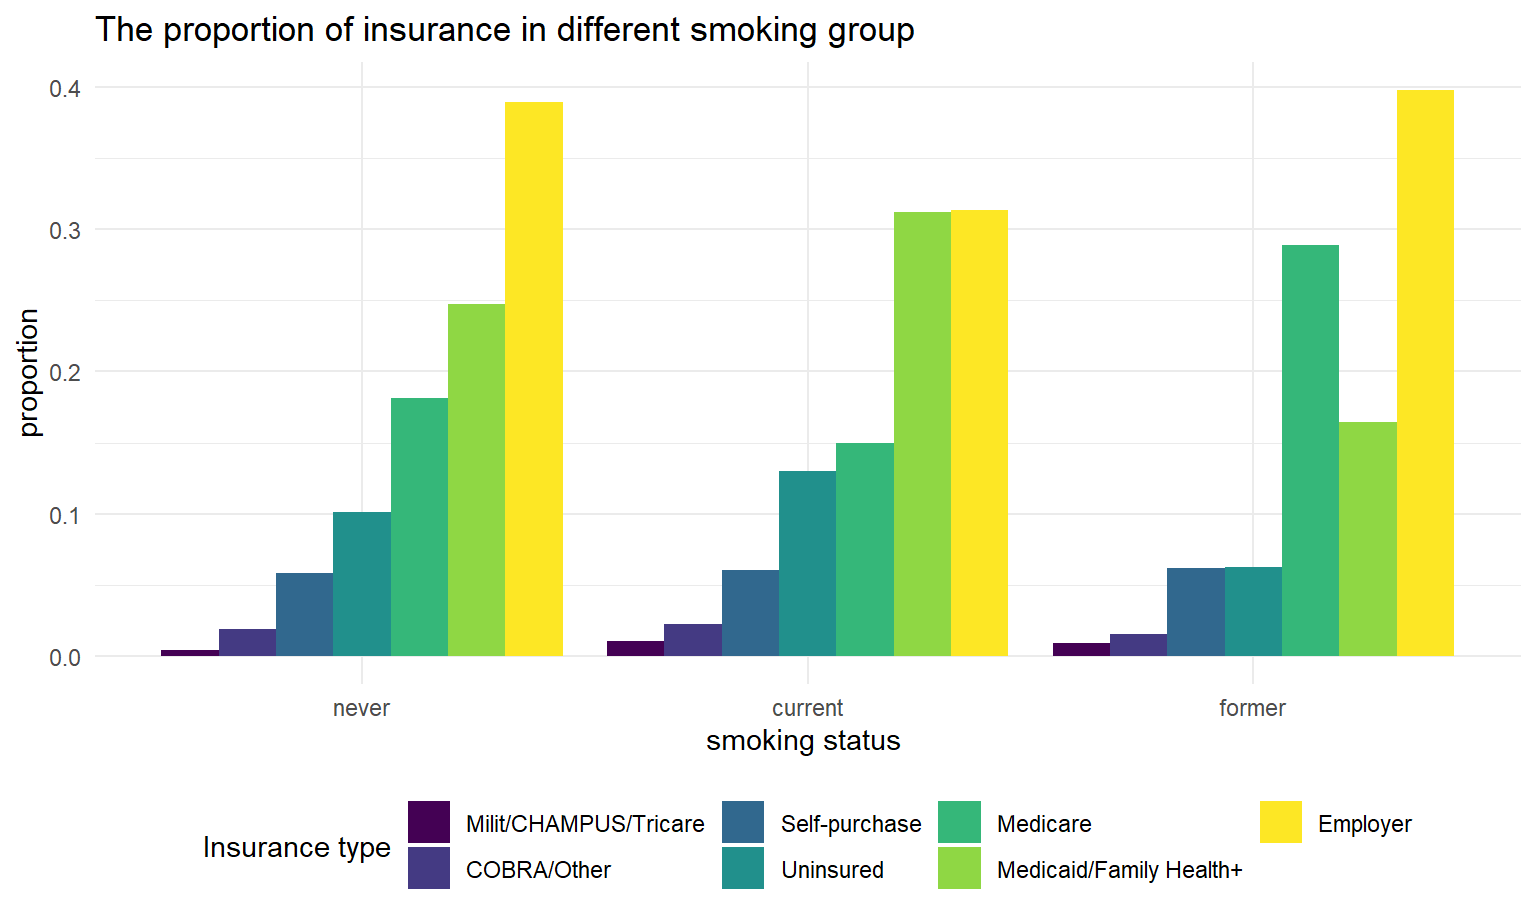 The proportion of insurance in different smoking group
0.4
0.3
0.2
0.1
0.0
proportion
never current former
smoking status
Insurance type
Milit/CHAMPUS/Tricare Self-purchase Medicare Employer
COBRA/Other Uninsured Medicaid/Family Health+